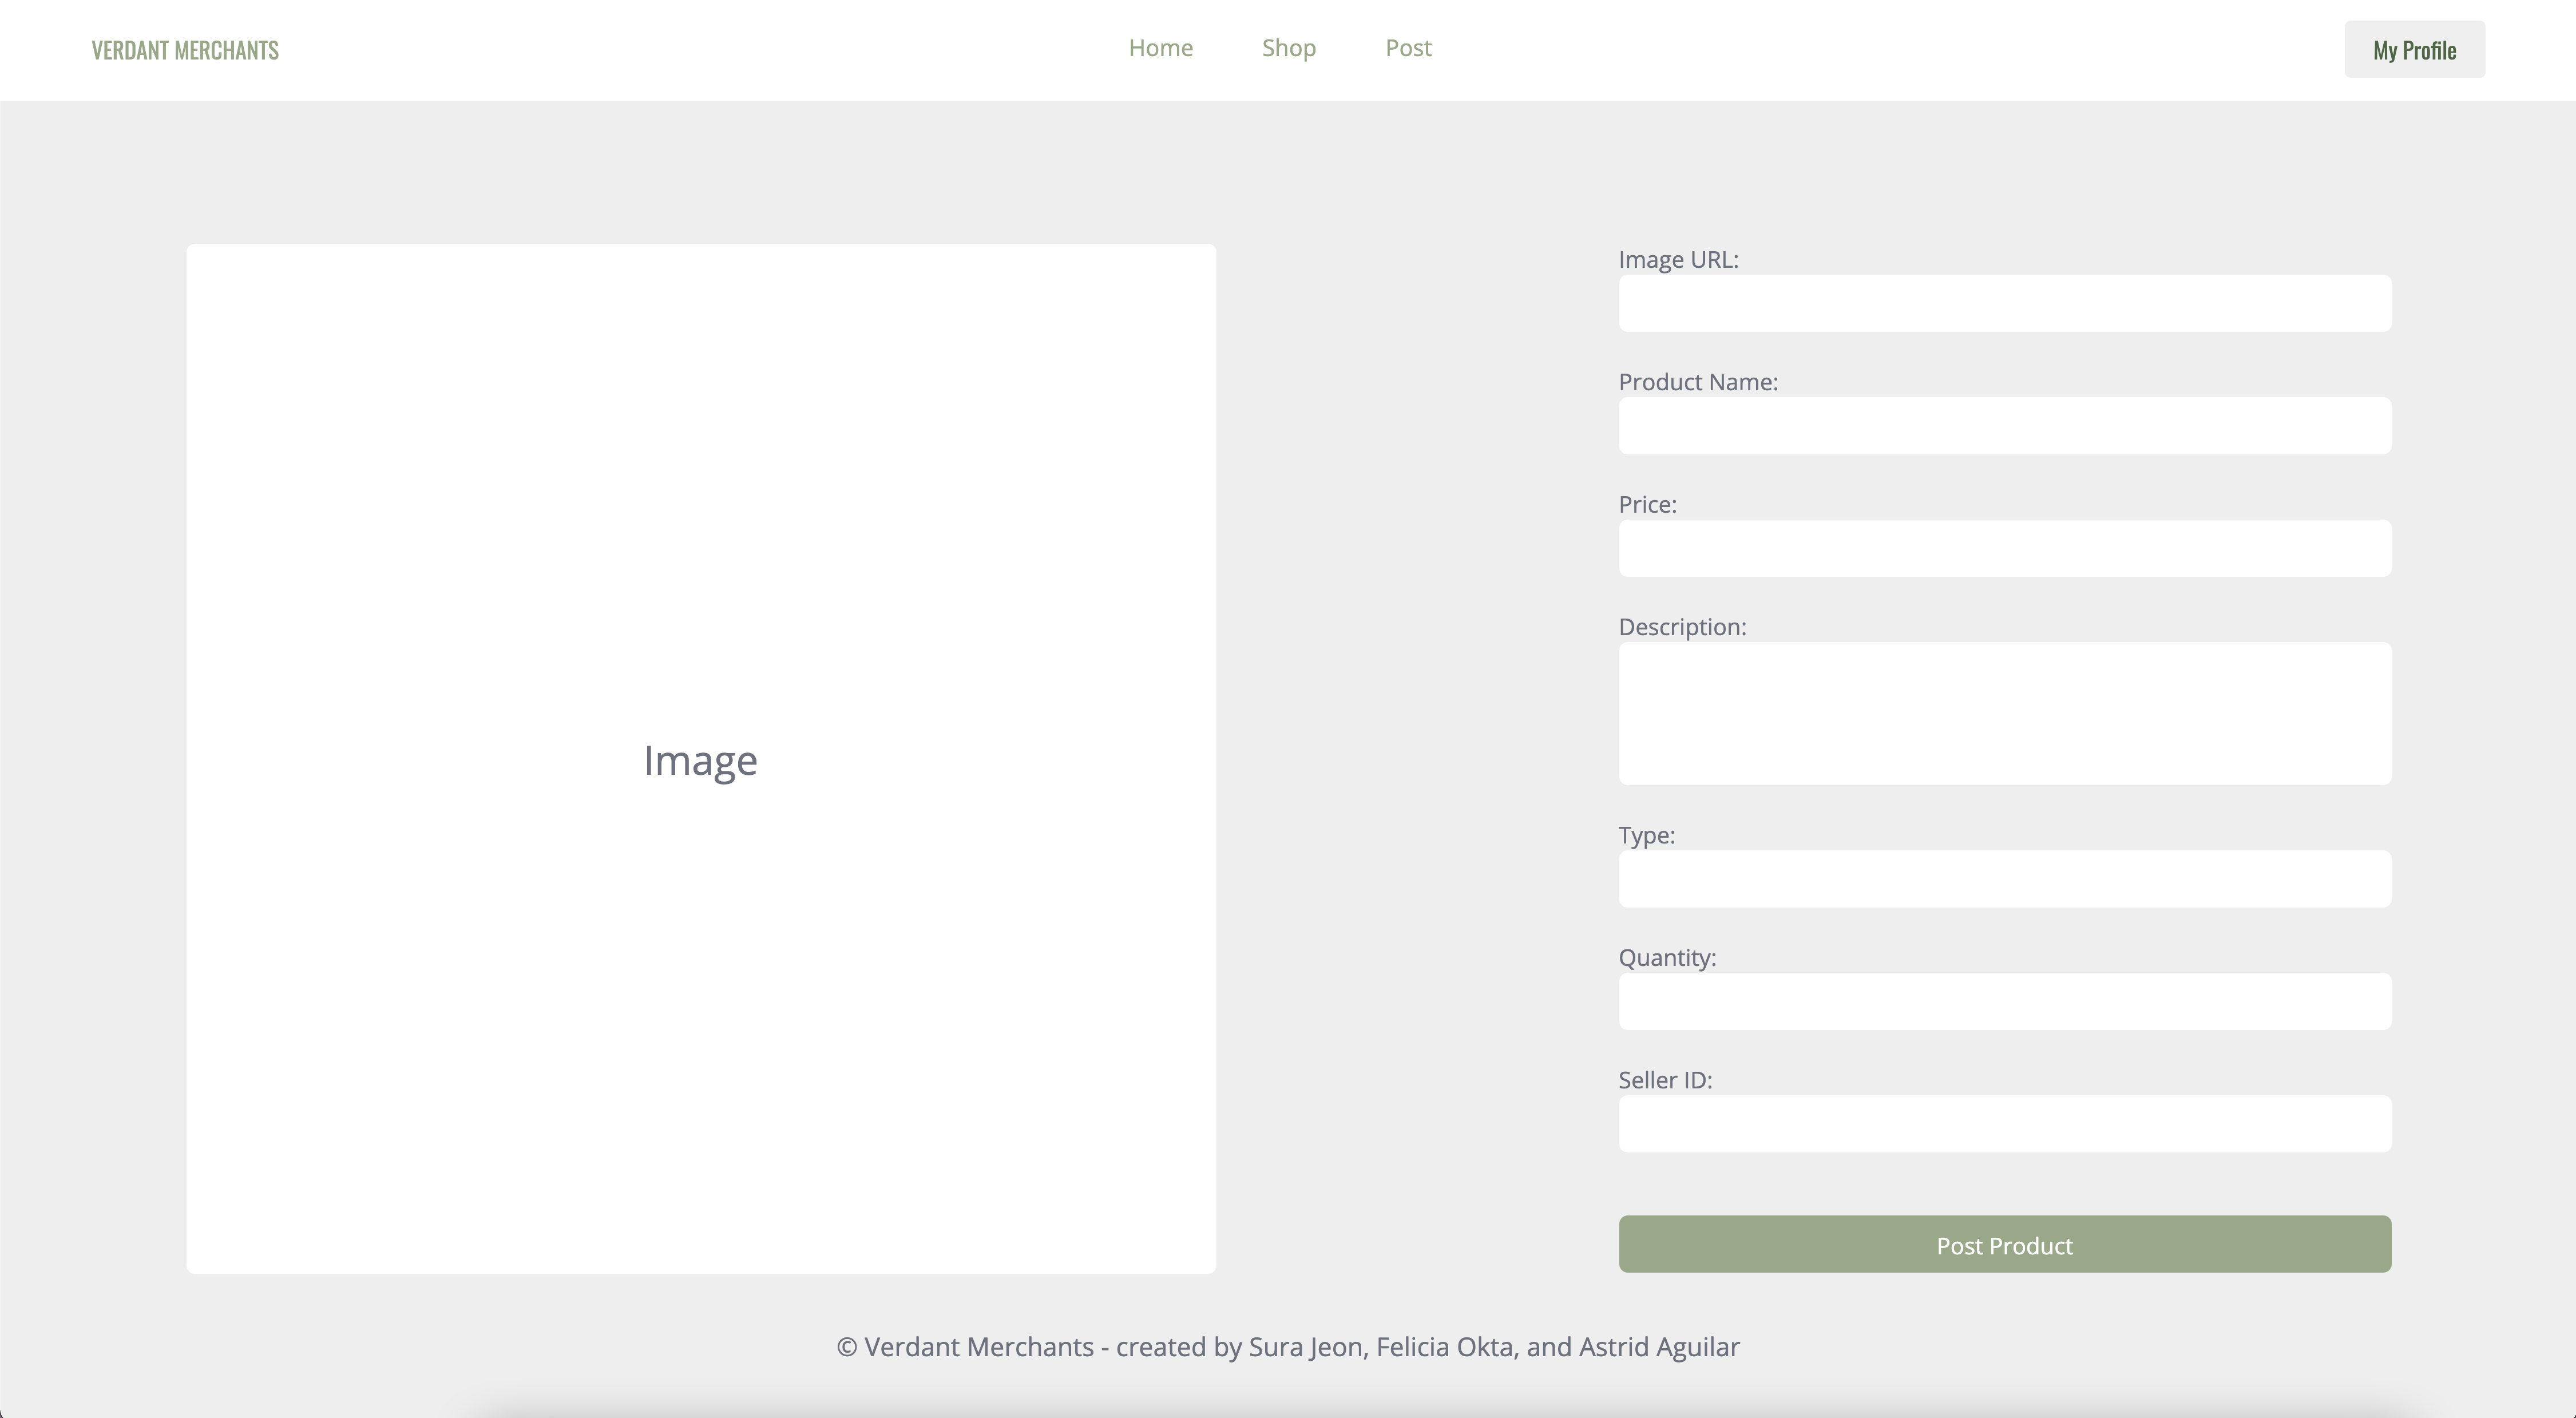 VERDANT MERCHANTS
Home Shop Post
My Profile
Image
Image URL:
Product Name:
Price:
Description:
Type:
Quantity:
Seller ID:
Post Product
© Verdant Merchants - created by Sura Jeon, Felicia Okta, and Astrid Aguilar